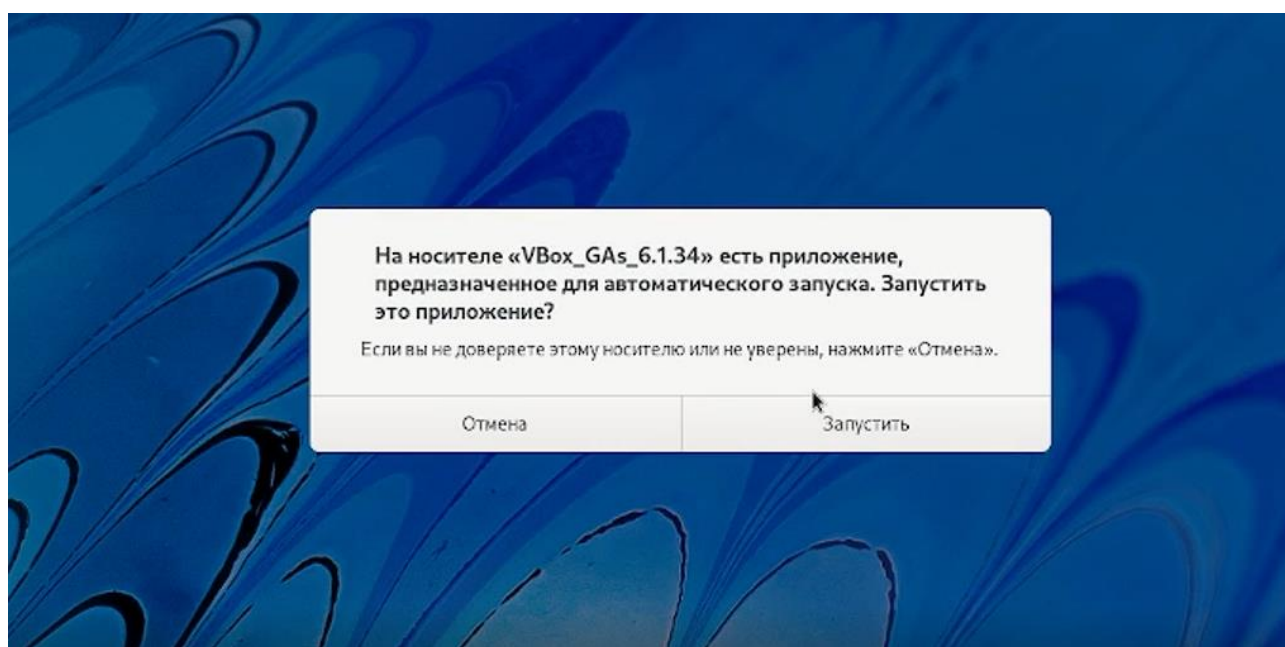 На носителе «VBox_GAs_6.1.34» есть приложение,
предназначенное для автоматического запуска. Запустить
это приложение?
Если вы не доверяете этому носителю или не уверены, нажмите «Отмена».
Отмена
Запустить